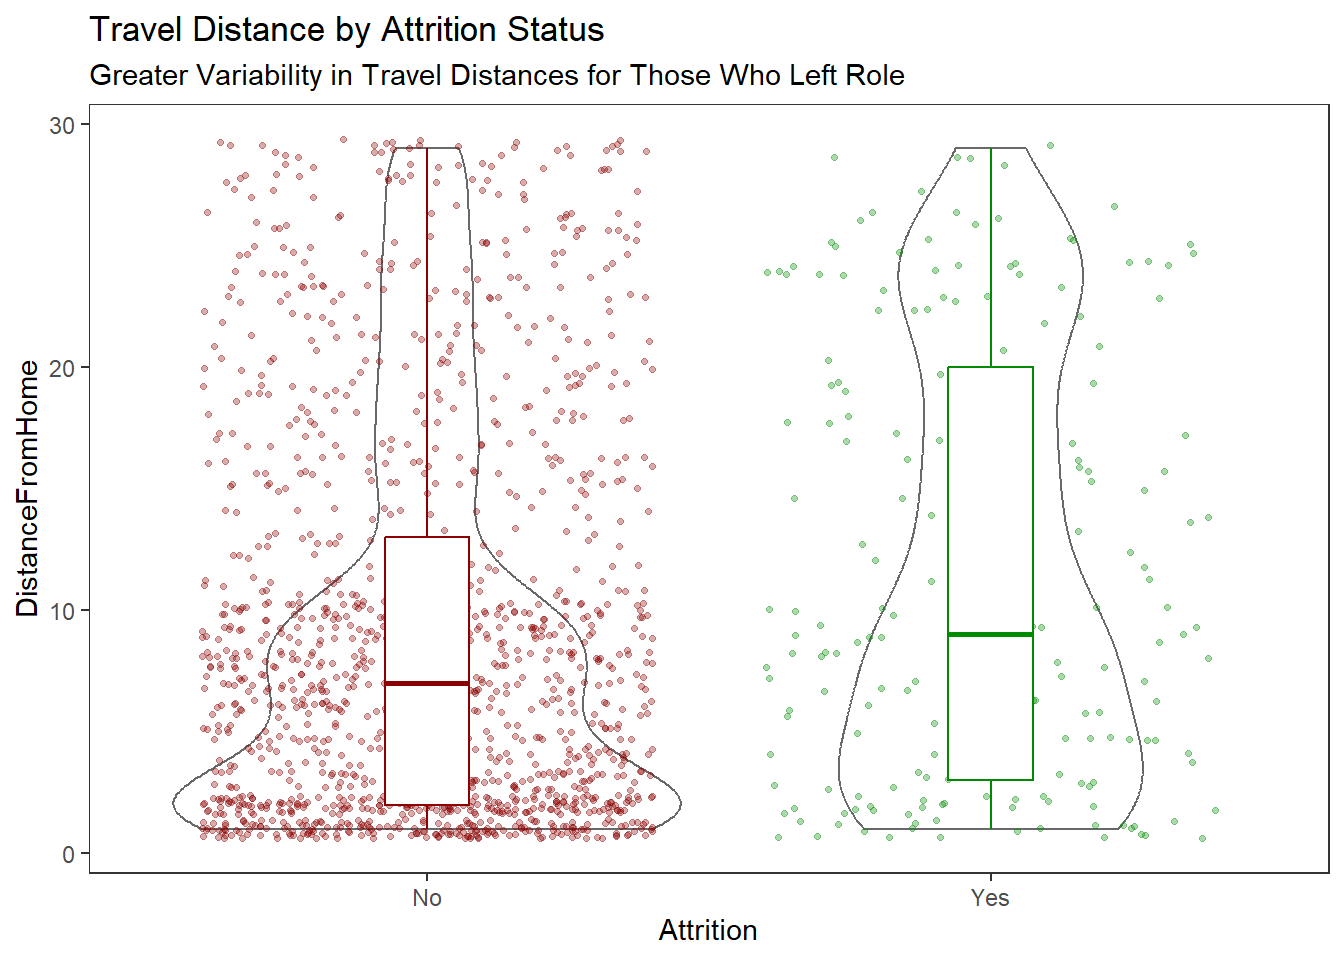 Travel Distance by Attrition Status
Greater Variability in Travel Distances for Those Who Left Role
30
20
10
0
DistanceFromHome
No
Yes
Attrition